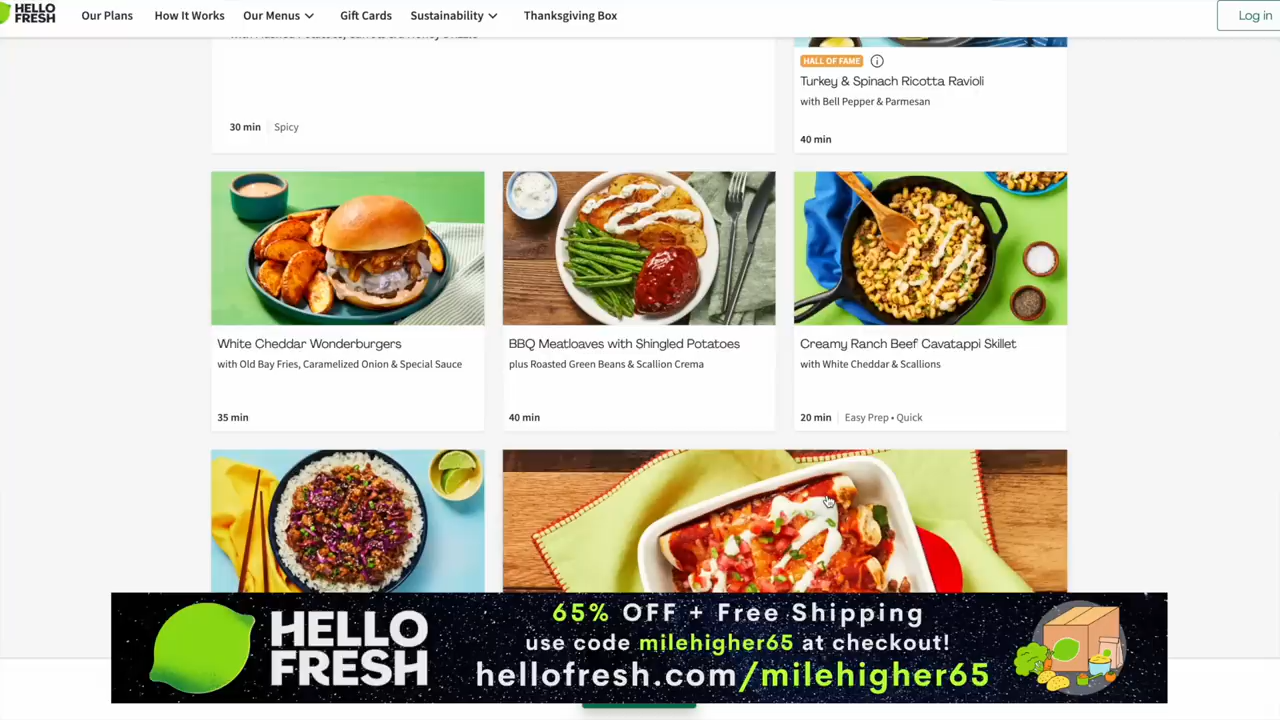 HELLO
FRESH
Our Plans
How It Works
Our Menus
Gift Cards
Sustainability
Thanksgiving Box
Log in
30 min
Spicy
HALL OF FAME
Turkey & Spinach Ricotta Ravioli
with Bell Pepper & Parmesan
40 min
White Cheddar Wonderburgers
with Old Bay Fries, Caramelized Onion & Special Sauce
35 min
BBQ Meatloaves with Shingled Potatoes
plus Roasted Green Beans & Scallion Crema
40 min
Creamy Ranch Beef Cavatappi Skillet
with White Cheddar & Scallions
20 min
Easy Prep • Quick
HELLO
FRESH
65% OFF + Free Shipping
use code milehigher65 at checkout!
hellofresh.com/milehigher65